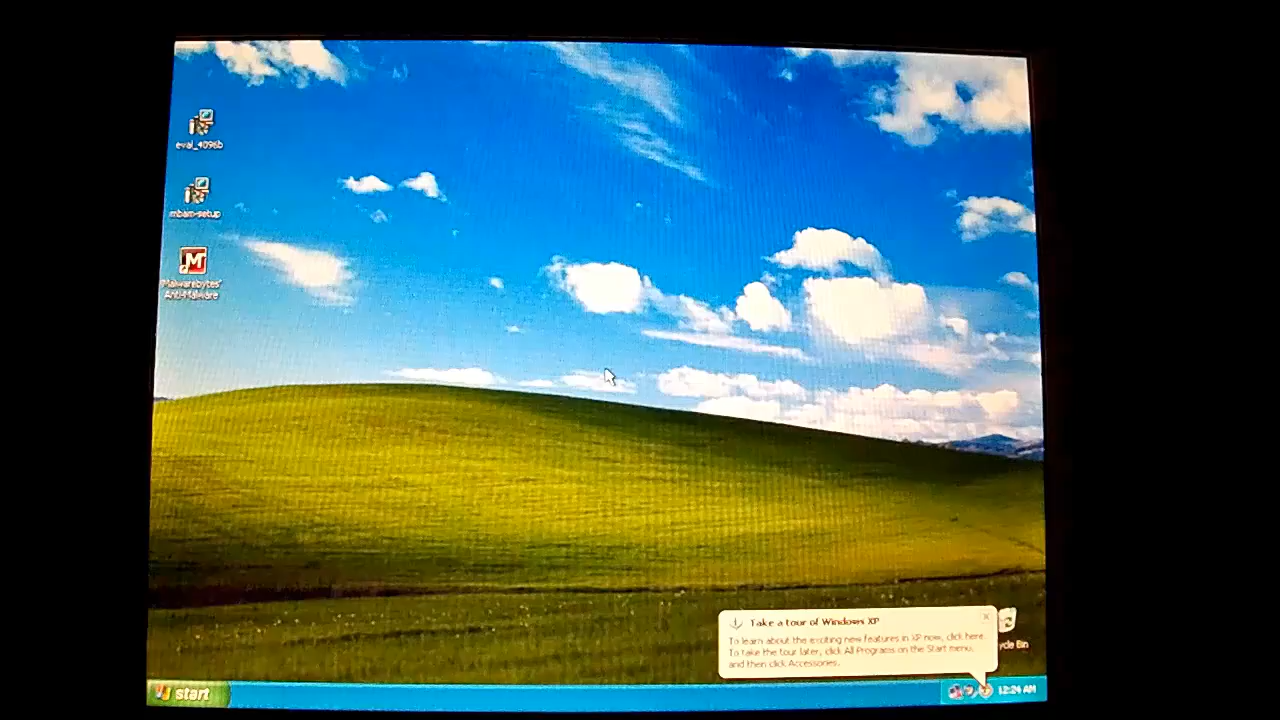 eval_4096b
mbam-setup
Malwarebytes'
Anti-Malware
Take a tour of Windows XP
To learn about the exciting new features in XP now, click here.
To take the tour later, click All Programs on the Start menu,
and then click Accessories.
ycle Bin
start
12:24 AM